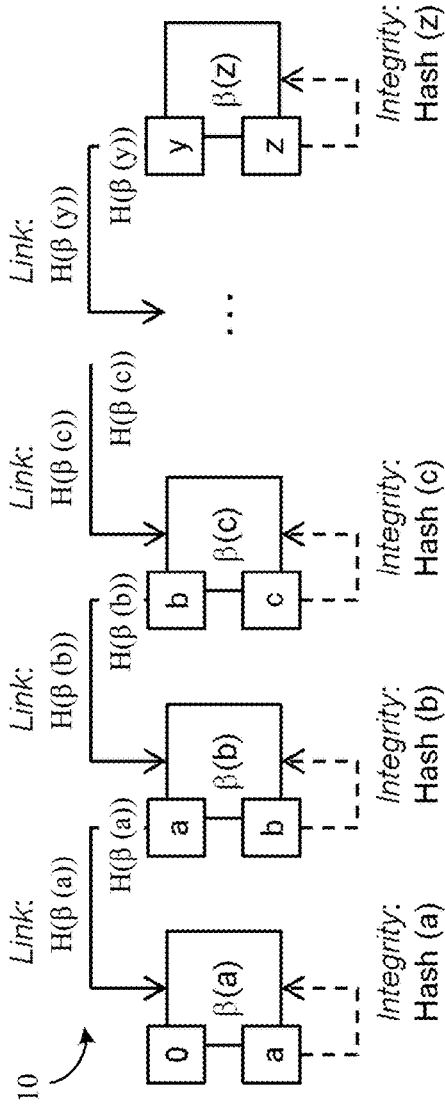 10
Link:
H(β (a))
Link:
H(β (b))
Link:
H(β (c))
Link:
H(β (y))
H(β (a))
H(β (b))
H(β (c))
H(β (y))
0
β(a)
a
a
β(b)
b
b
β(c)
c
...
y
β(z)
z
Integrity:
Hash (a)
Integrity:
Hash (b)
Integrity:
Hash (c)
Integrity:
Hash (z)